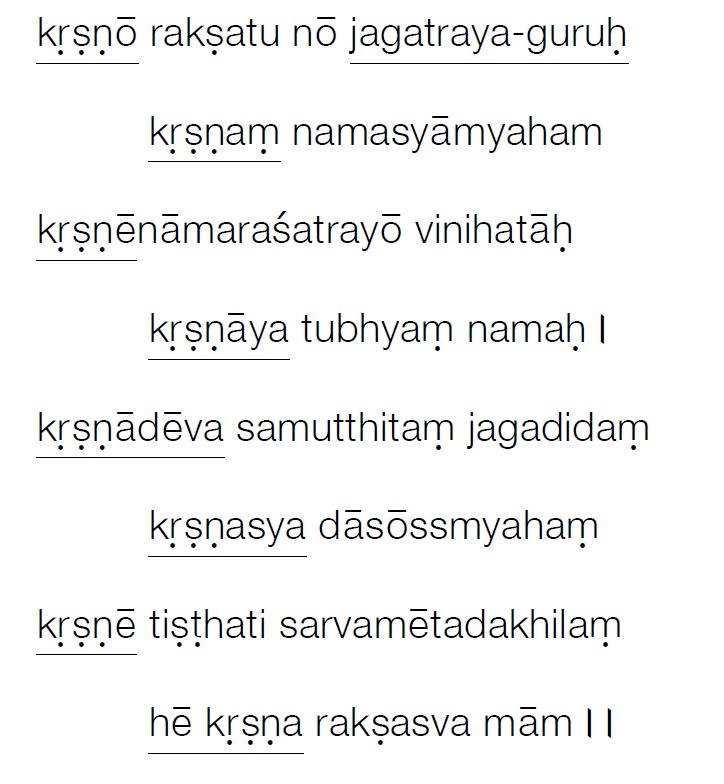 kṛṣṇō rakṣatu nō jagatraya-guruḥ
kṛṣṇaṃ namasyāmyaham
kṛṣṇēnāmaraśatrayō vinihatāḥ
kṛṣṇāya tubhyaṃ namaḥ ।
kṛṣṇādēva samutthitaṃ jagadidaṃ
kṛṣṇasya dāsōssmyahaṃ
kṛṣṇē tiṣṭhati sarvamētadakhilaṃ
hē kṛṣṇa rakṣasva mām ।।